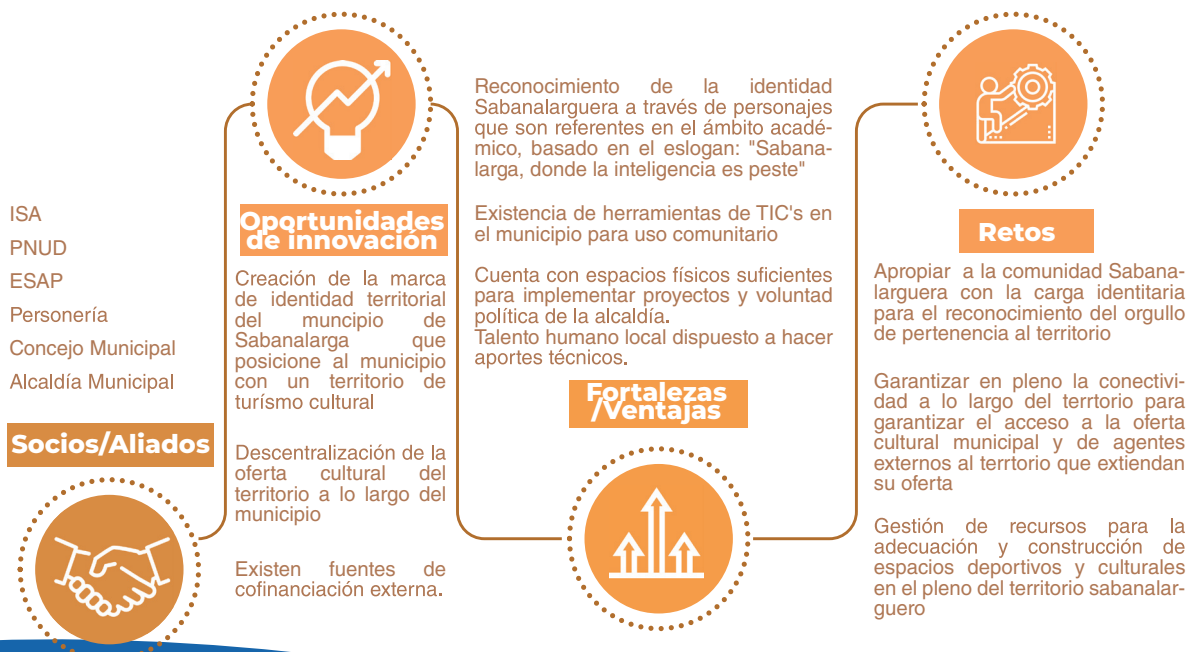 ISA
PNUD
ESAP
Personería
Concejo Municipal
Alcaldía Municipal
Socios/Aliados
Oportunidades
de innovación
Creación de la marca
de identidad territorial
del muncipio de
Sabanalarga que
posicione al municipio
con un territorio de
turísmo cultural
Descentralización de la
oferta cultural del
territorio a lo largo del
municipio
Existen fuentes de
cofinanciación externa.
Reconocimiento de la identidad
Sabanalarguera a través de personajes
que son referentes en el ámbito acadé-
mico, basado en el eslogan: "Sabana-
larga, donde la inteligencia es peste"
Existencia de herramientas de TIC's en
el municipio para uso comunitario
Cuenta con espacios físicos suficientes
para implementar proyectos y voluntad
política de la alcaldía.
Talento humano local dispuesto a hacer
aportes técnicos.
Fortalezas
/Ventajas
Retos
Apropiar a la comunidad Sabana-
larguera con la carga identitaria
para el reconocimiento del orgullo
de pertenencia al territorio
Garantizar en pleno la conectivi-
dad a lo largo del terrtorio para
garantizar el acceso a la oferta
cultural municipal y de agentes
externos al terrtorio que extiendan
su oferta
Gestión de recursos para la
adecuación y construcción de
espacios deportivos y culturales
en el pleno del territorio sabanalar-
guero